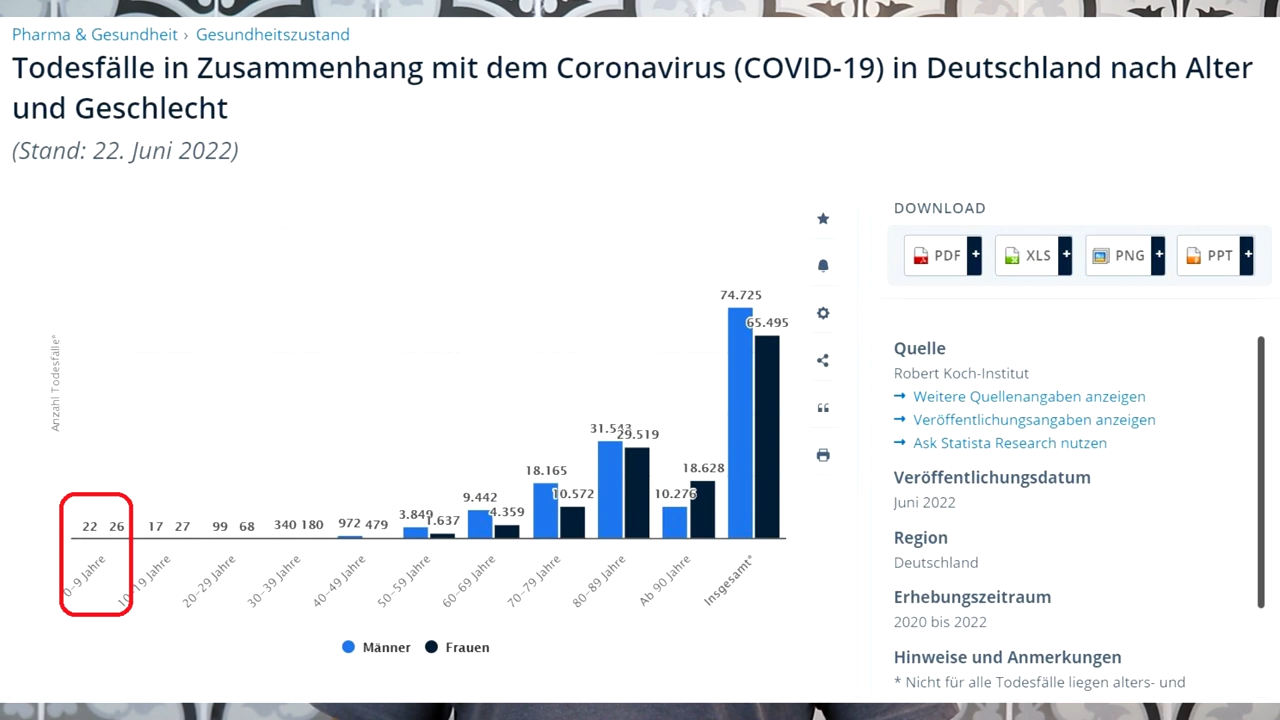 Pharma & Gesundheit › Gesundheitszustand
Todesfälle in Zusammenhang mit dem Coronavirus (COVID-19) in Deutschland nach Alter
und Geschlecht
(Stand: 22. Juni 2022)
DOWNLOAD
PDF + XLS + PNG + PPT +
Anzahl Todesfälle*
22 26 17 27 99 68 340 180 972 479 3.849 1.637 9.442 4.359 18.165 10.572 31.543 29.519 10.276 18.628 74.725 65.495
0–9 Jahre 10–19 Jahre 20–29 Jahre 30–39 Jahre 40–49 Jahre 50–59 Jahre 60–69 Jahre 70–79 Jahre 80–89 Jahre Ab 90 Jahre Insgesamt*
Männer Frauen
Quelle
Robert Koch-Institut
→ Weitere Quellenangaben anzeigen
→ Veröffentlichungsangaben anzeigen
→ Ask Statista Research nutzen
Veröffentlichungsdatum
Juni 2022
Region
Deutschland
Erhebungszeitraum
2020 bis 2022
Hinweise und Anmerkungen
* Nicht für alle Todesfälle liegen alters- und